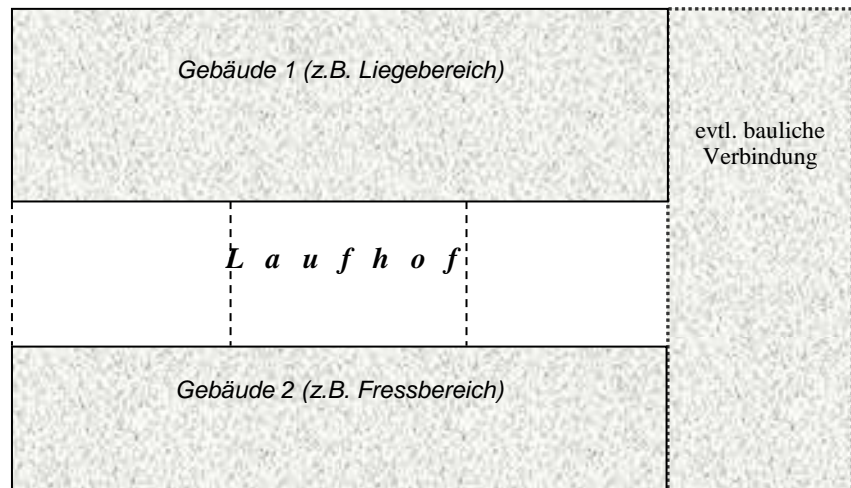 Gebäude 1 (z.B. Liegebereich)
evtl. bauliche
Verbindung
L a u f h o f
Gebäude 2 (z.B. Fressbereich)